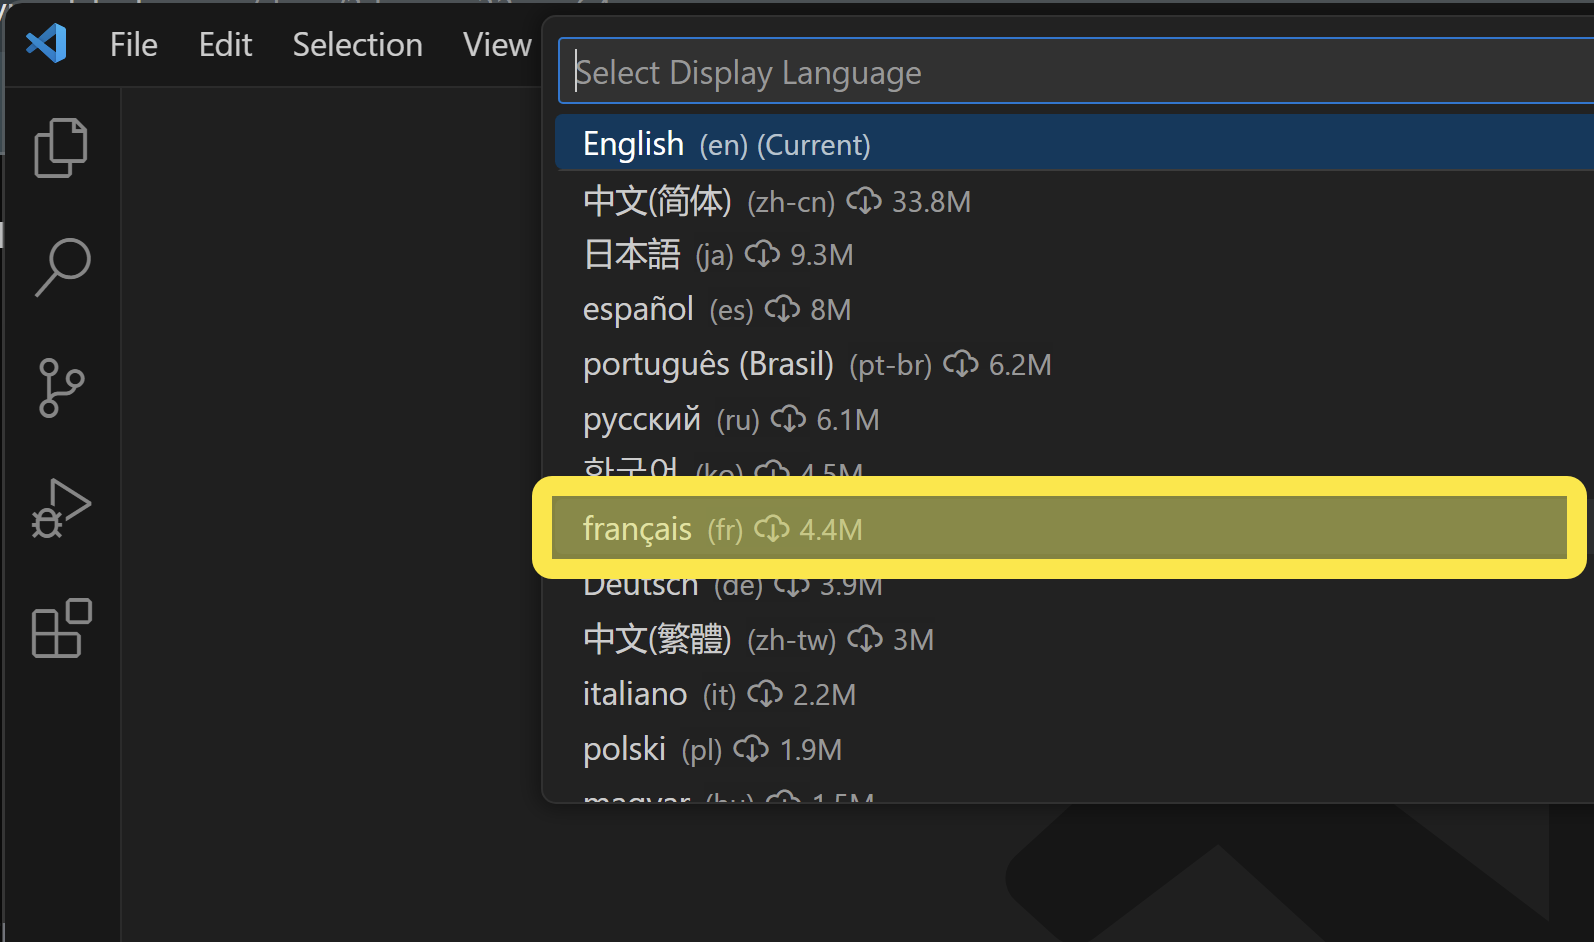 File Edit Selection View
Select Display Language
English (en) (Current)
中文(简体) (zh-cn) 33.8M
日本語 (ja) 9.3M
español (es) 8M
português (Brasil) (pt-br) 6.2M
русский (ru) 6.1M
한국어 (ko) 4.5M
français (fr) 4.4M
Deutsch (de) 3.9M
中文(繁體) (zh-tw) 3M
italiano (it) 2.2M
polski (pl) 1.9M
magyar (hu) 1.5M